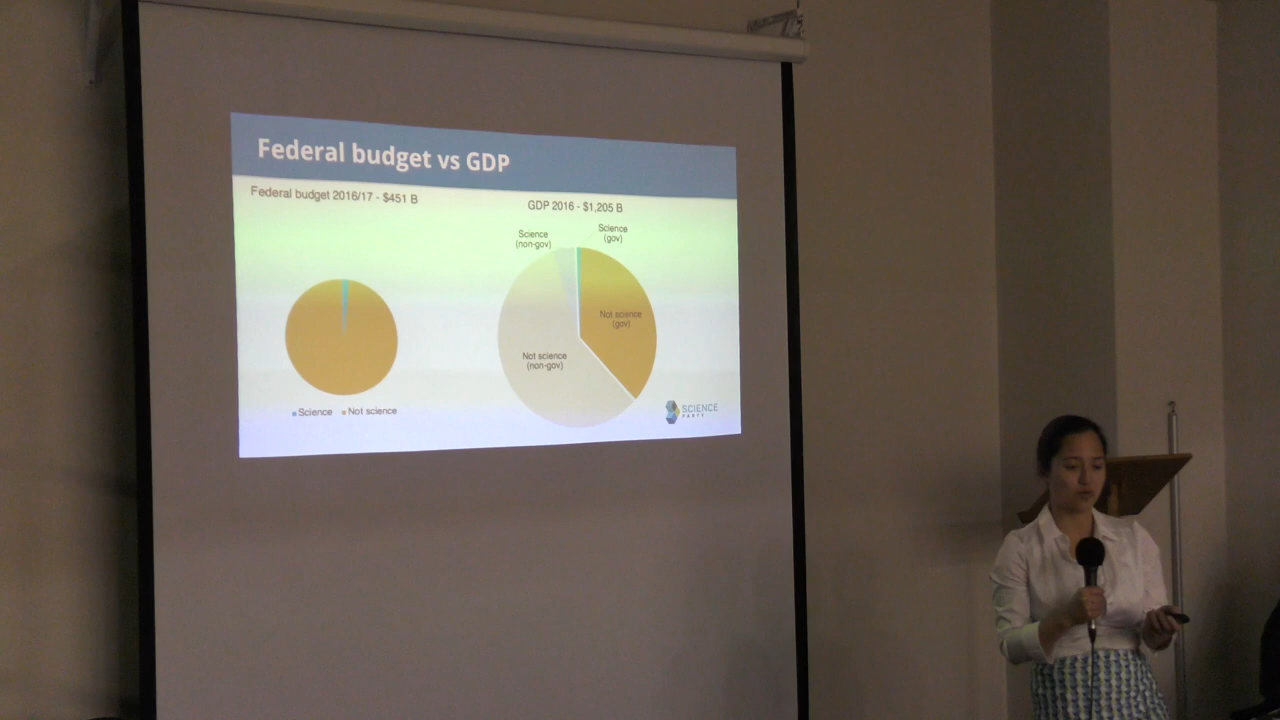 Federal budget vs GDP
Federal budget 2016/17 - $451 B
GDP 2016 - $1,205 B
Science
(non-gov)
Science
(gov)
Not science
(gov)
Not science
(non-gov)
Science
Not science
SCIENCE
PARTY